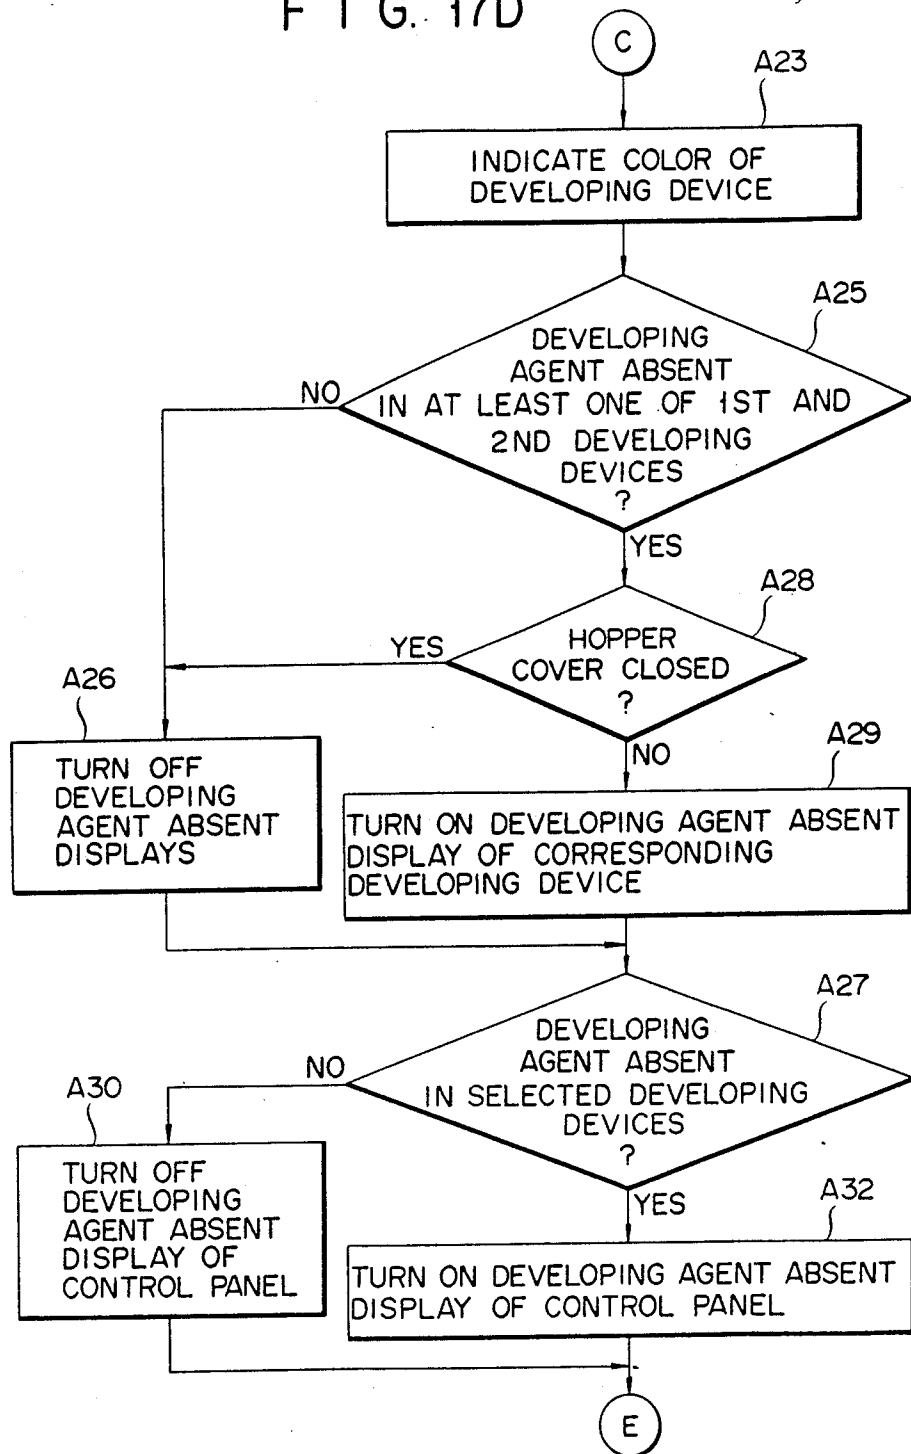 FIG. 17D
C
A23
INDICATE COLOR OF
DEVELOPING DEVICE
A25
DEVELOPING
AGENT ABSENT
IN AT LEAST ONE OF 1ST AND
2ND DEVELOPING
DEVICES
?
NO
YES
A28
HOPPER
COVER CLOSED
?
YES
NO
A26
TURN OFF
DEVELOPING
AGENT ABSENT
DISPLAYS
A29
TURN ON DEVELOPING AGENT ABSENT
DISPLAY OF CORRESPONDING
DEVELOPING DEVICE
A27
DEVELOPING
AGENT ABSENT
IN SELECTED DEVELOPING
DEVICES
?
NO
YES
A30
TURN OFF
DEVELOPING
AGENT ABSENT
DISPLAY OF
CONTROL PANEL
A32
TURN ON DEVELOPING AGENT ABSENT
DISPLAY OF CONTROL PANEL
E